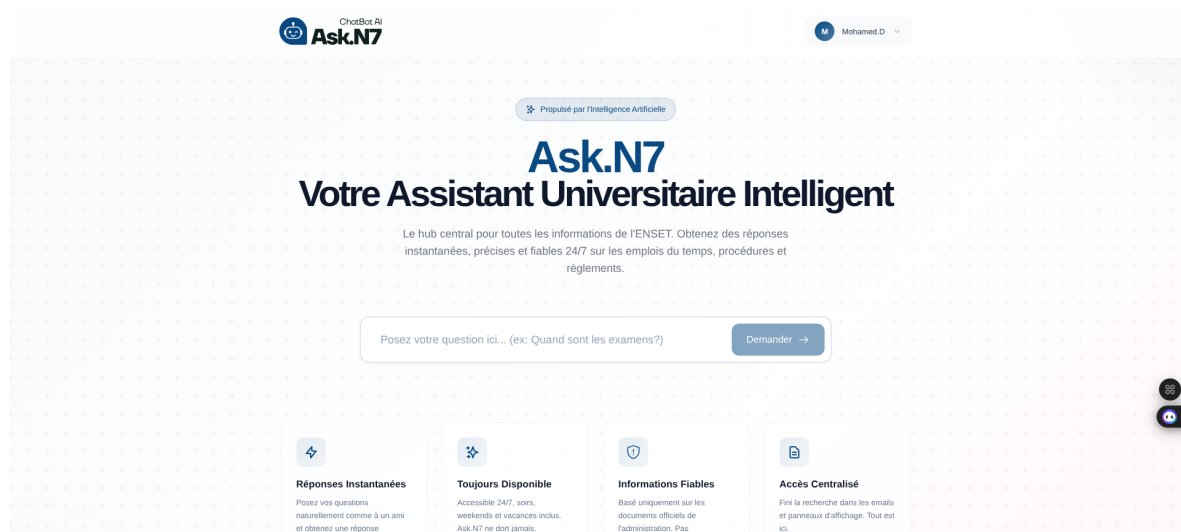 ChatBot AI
Ask.N7
M Mohamed.D
Propulsé par l'Intelligence Artificielle
Ask.N7
Votre Assistant Universitaire Intelligent
Le hub central pour toutes les informations de l'ENSET. Obtenez des réponses
instantanées, précises et fiables 24/7 sur les emplois du temps, procédures et
règlements.
Posez votre question ici... (ex: Quand sont les examens?)
Demander
Réponses Instantanées
Posez vos questions
naturellement comme à un ami
et obtenez une réponse
Toujours Disponible
Accessible 24/7, soirs,
weekends et vacances inclus.
Ask.N7 ne dort jamais.
Informations Fiables
Basé uniquement sur les
documents officiels de
l'administration. Pas
Accès Centralisé
Fini la recherche dans les emails
et panneaux d'affichage. Tout est
ici.